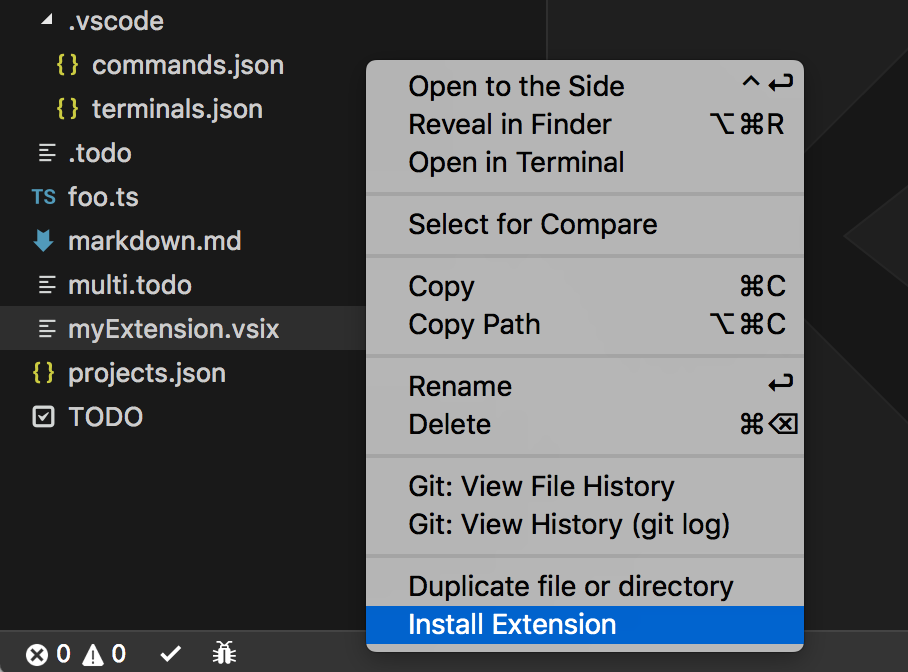 .vscode
{} commands.json
{} terminals.json
.todo
TS foo.ts
markdown.md
multi.todo
myExtension.vsix
{} projects.json
TODO
Open to the Side ^↩
Reveal in Finder ⌥⌘R
Open in Terminal
Select for Compare
Copy ⌘C
Copy Path ⌥⌘C
Rename ↩
Delete ⌘⌫
Git: View File History
Git: View History (git log)
Duplicate file or directory
Install Extension
0 0